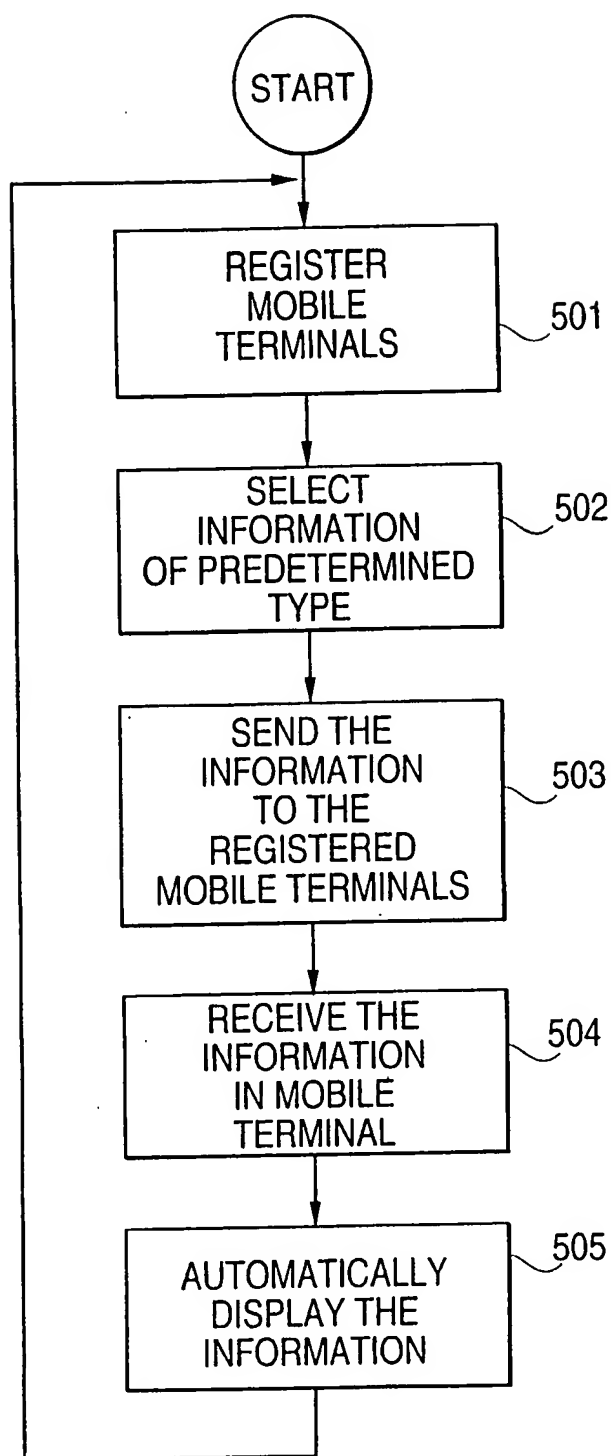 START
REGISTER
MOBILE
TERMINALS
501
SELECT
INFORMATION
OF PREDETERMINED
TYPE
502
SEND THE
INFORMATION
TO THE
REGISTERED
MOBILE TERMINALS
503
RECEIVE THE
INFORMATION
IN MOBILE
TERMINAL
504
AUTOMATICALLY
DISPLAY THE
INFORMATION
505